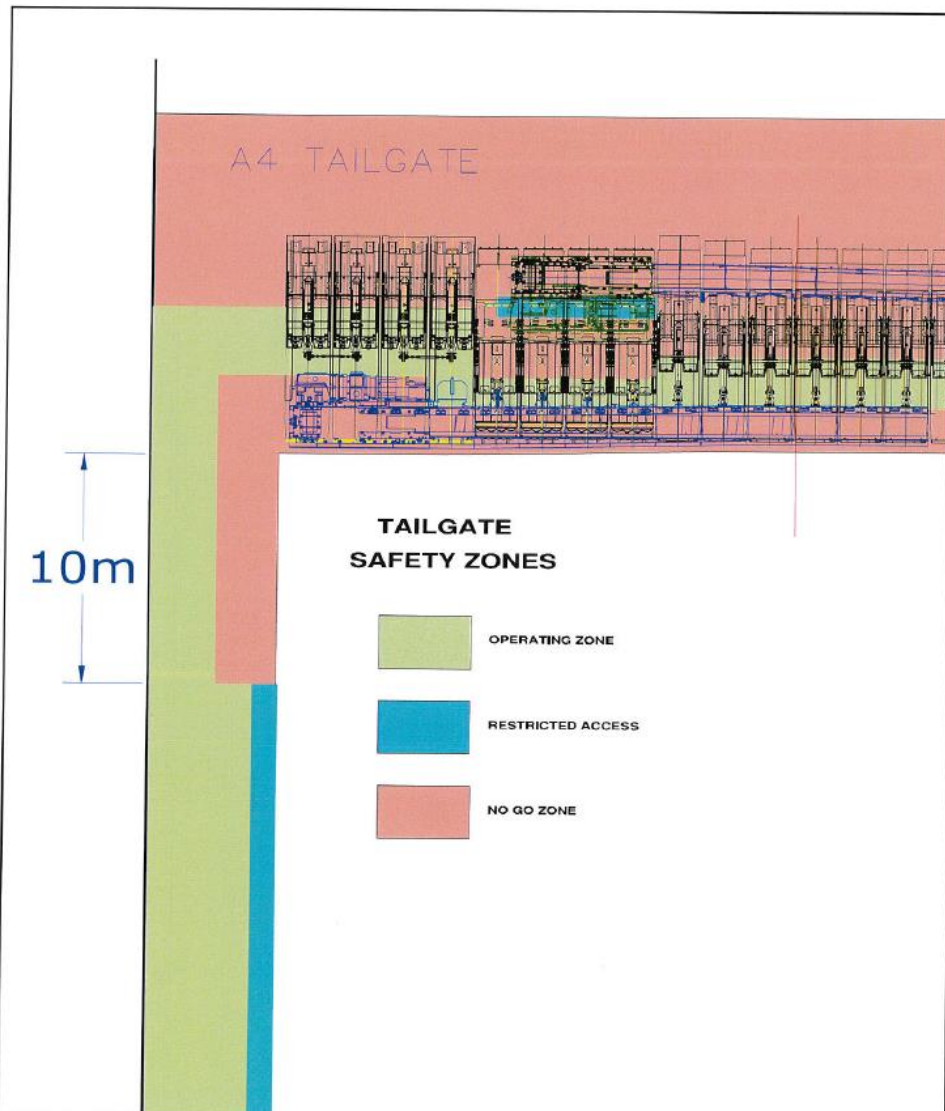 A4 TAILGATE
10m
TAILGATE
SAFETY ZONES
OPERATING ZONE
RESTRICTED ACCESS
NO GO ZONE